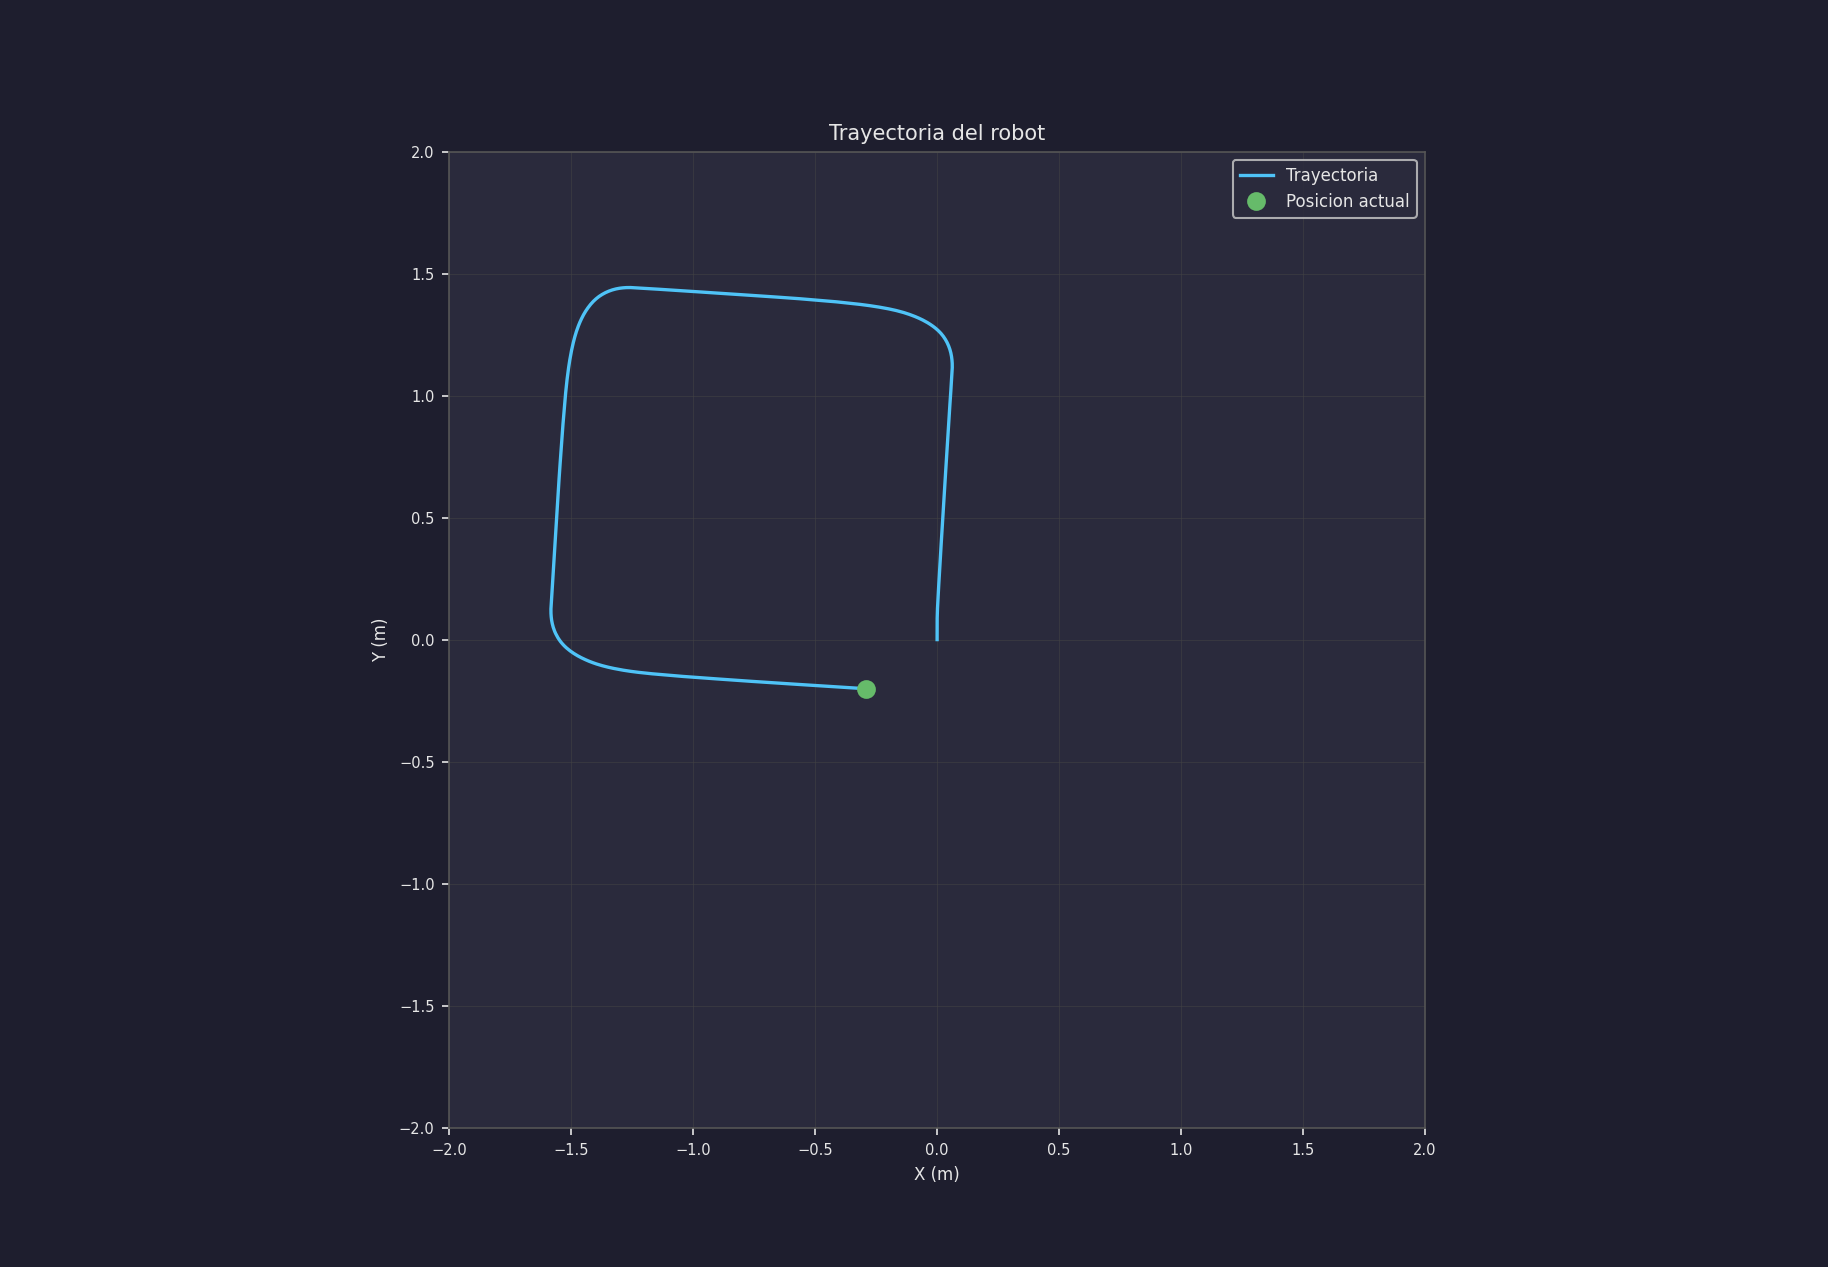 Trayectoria del robot
Trayectoria
Posicion actual
2.0
1.5
1.0
0.5
0.0
−0.5
−1.0
−1.5
−2.0
Y (m)
−2.0 −1.5 −1.0 −0.5 0.0 0.5 1.0 1.5 2.0
X (m)